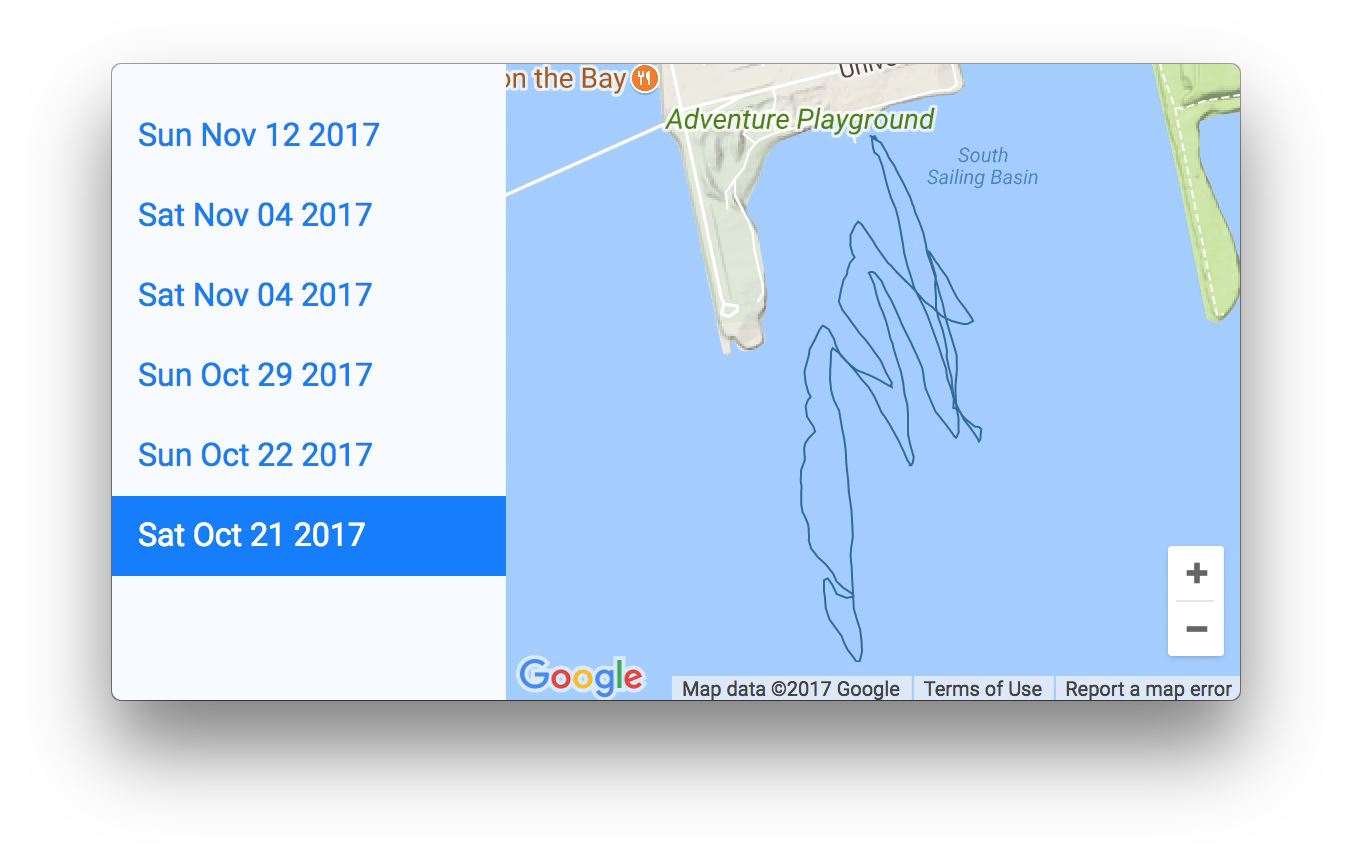 Sun Nov 12 2017
Sat Nov 04 2017
Sat Nov 04 2017
Sun Oct 29 2017
Sun Oct 22 2017
Sat Oct 21 2017
on the Bay
Adventure Playground
South
Sailing Basin
Google
Map data ©2017 Google
Terms of Use
Report a map error